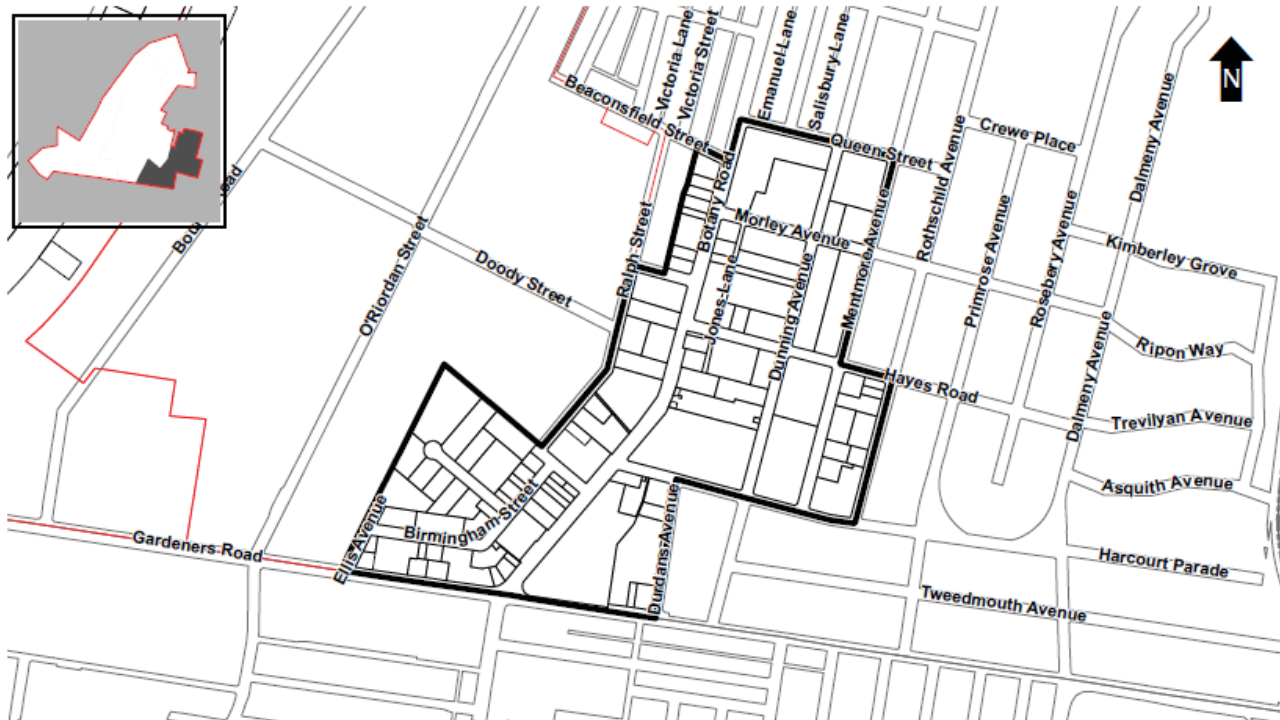 Victoria Lane
Victoria Street
Emanuel Lane
Salisbury Lane
N
Beaconsfield Street
Queen Street
Crewe Place
Dalmeny Avenue
Botany Road
Rothschild Avenue
Mentmore Avenue
Morley Avenue
Primrose Avenue
Rosebery Avenue
Kimberley Grove
Road
O'Riordan Street
Doody Street
Ralph Street
Jones Lane
Dunning Avenue
Ripon Way
Dalmeny Avenue
Hayes Road
Trevilyan Avenue
Asquith Avenue
Gardeners Road
Ellis Avenue
Birmingham Street
Durdans Avenue
Harcourt Parade
Tweedmouth Avenue